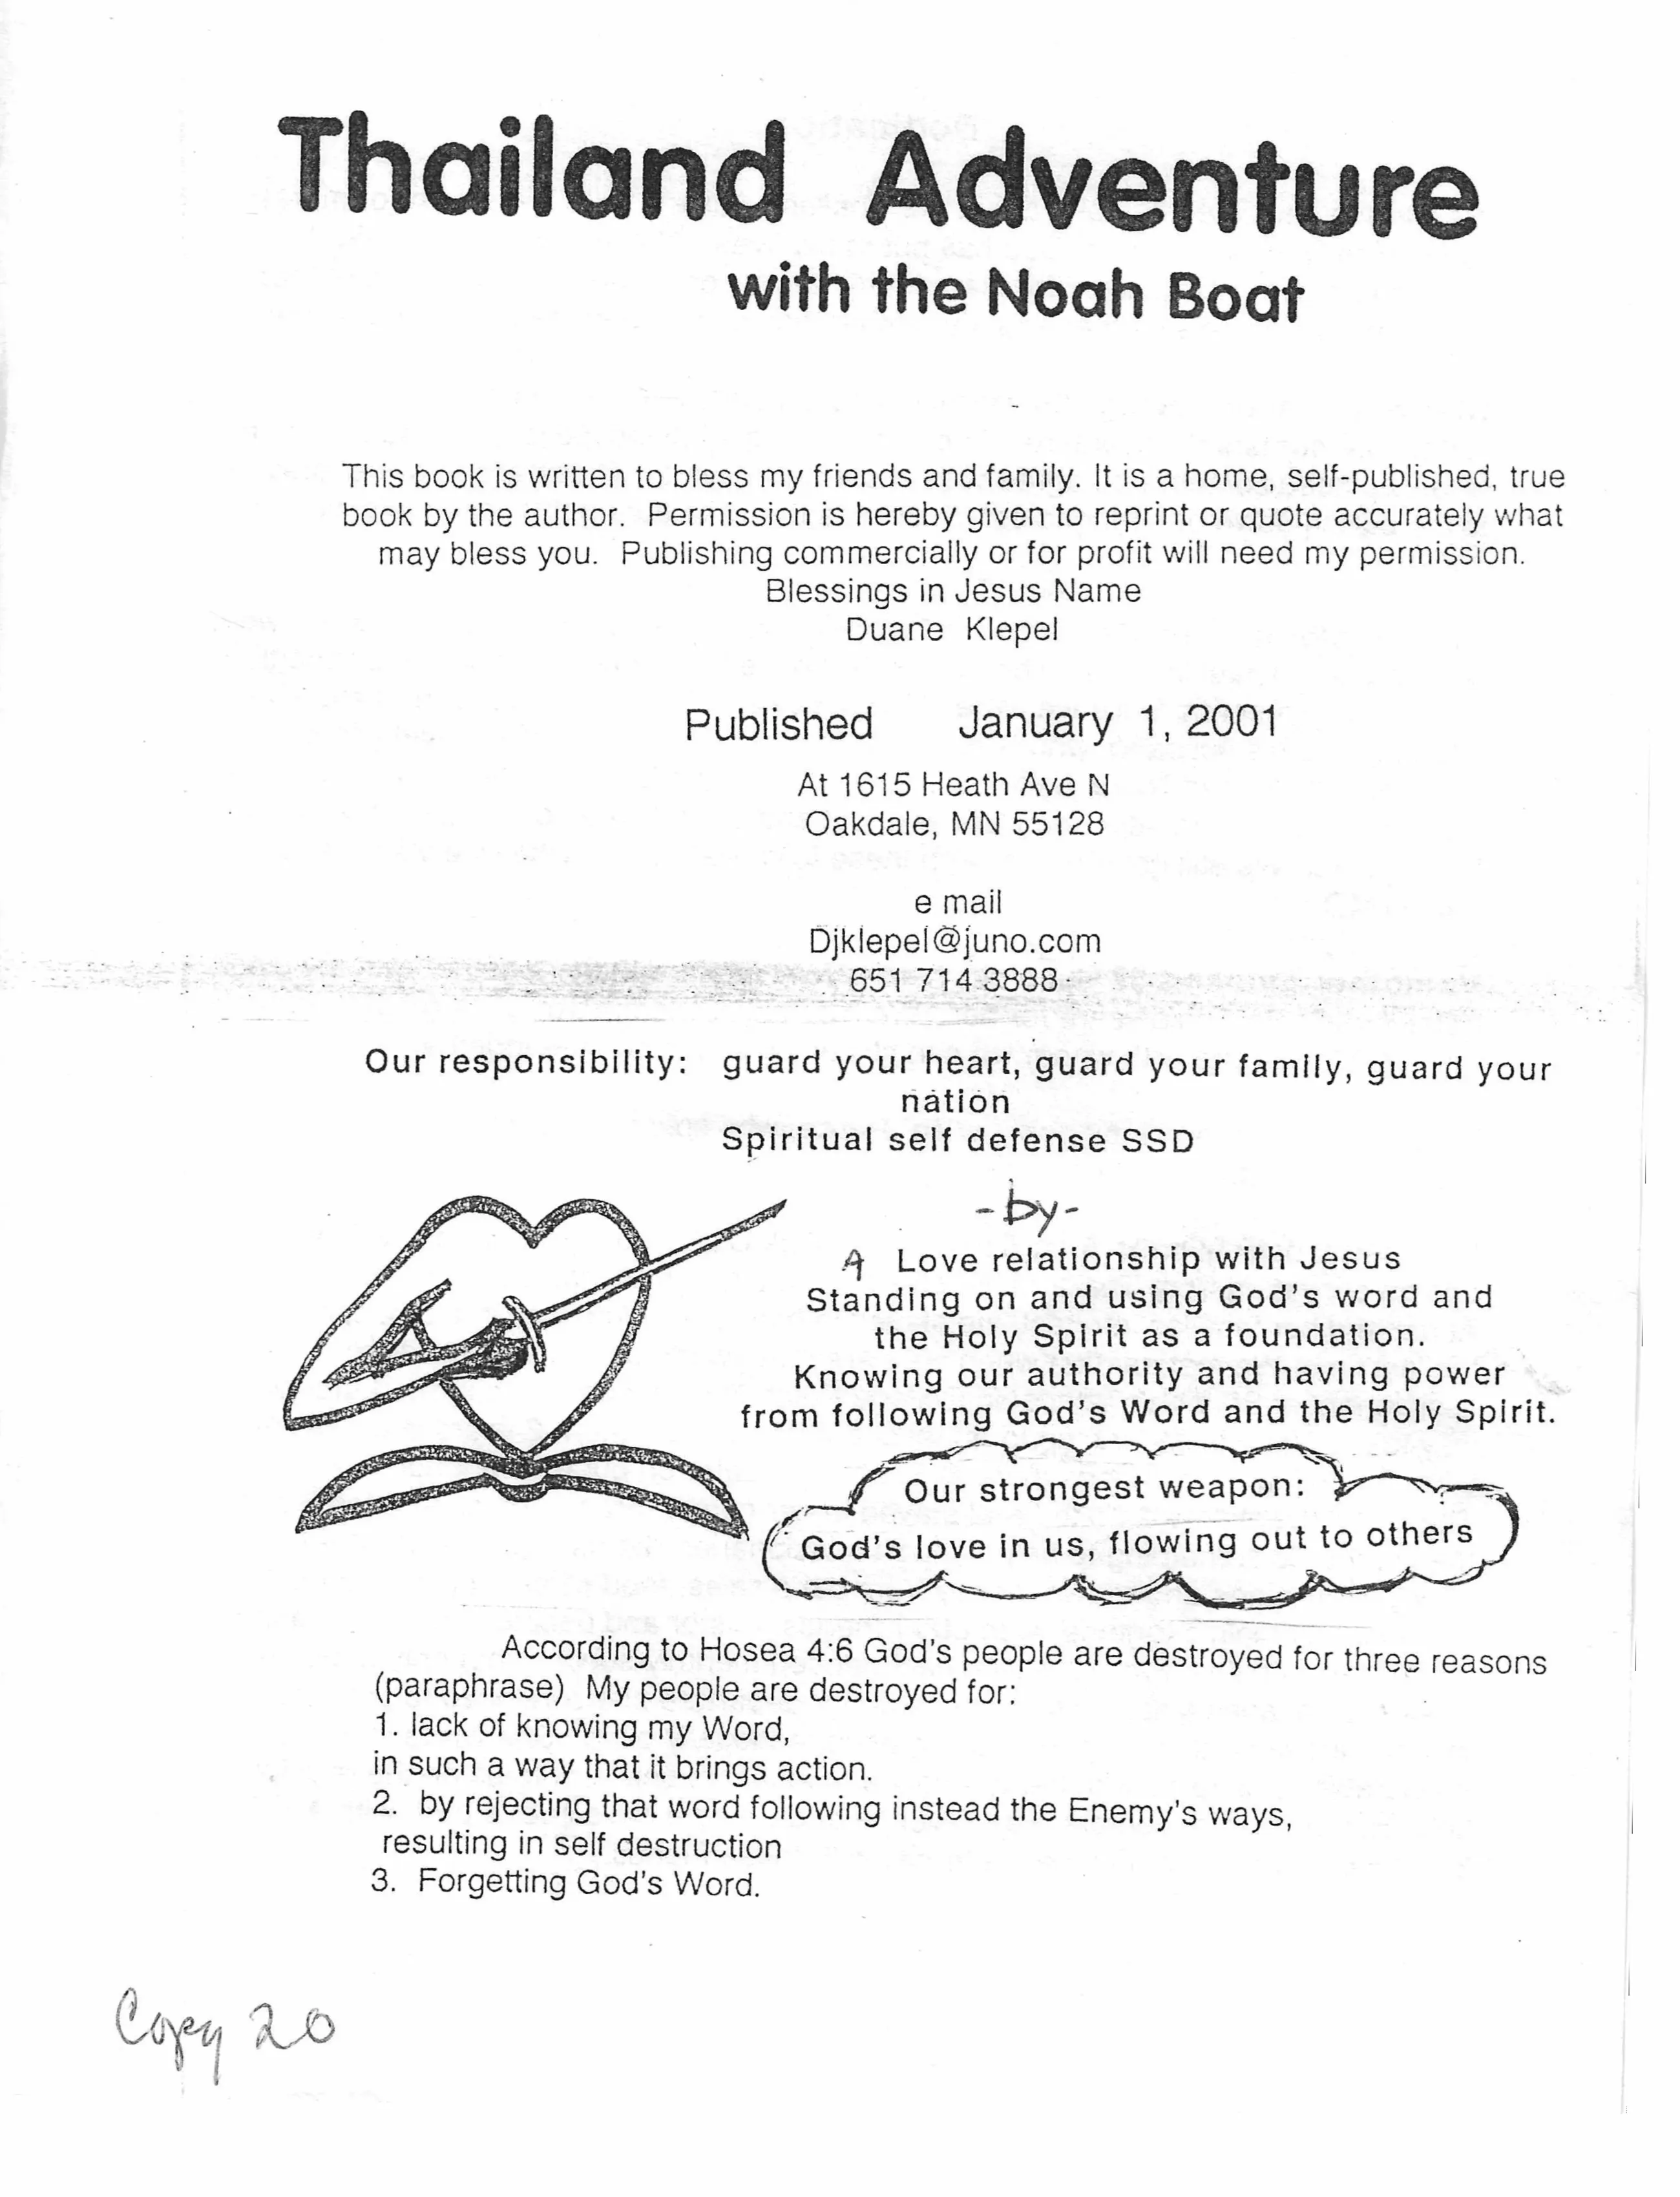 Thailand Adventure
with the Noah Boat
This book is written to bless my friends and family. It is a home, self-published, true
book by the author. Permission is hereby given to reprint or quote accurately what
may bless you. Publishing commercially or for profit will need my permission.
Blessings in Jesus Name
Duane Klepel
Published January 1, 2001
At 1615 Heath Ave N
Oakdale, MN 55128
e mail
Djklepel@juno.com
651 714 3888
Our responsibility: guard your heart, guard your family, guard your
nation
Spiritual self defense SSD
-by-
A Love relationship with Jesus
Standing on and using God's word and
the Holy Spirit as a foundation.
Knowing our authority and having power
from following God's Word and the Holy Spirit.
Our strongest weapon:
God's love in us, flowing out to others
According to Hosea 4:6 God's people are destroyed for three reasons
(paraphrase) My people are destroyed for:
1. lack of knowing my Word,
in such a way that it brings action.
2. by rejecting that word following instead the Enemy's ways,
resulting in self destruction
3. Forgetting God's Word.
Copy 20